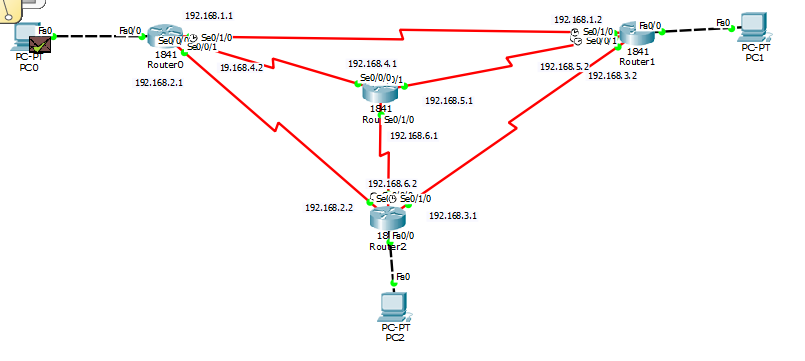 192.168.1.1
192.168.1.2
Fa0
Fa0/0
Se0/1/0
Se0/0/1
Se0/1/0
Se0/0/1
Fa0/0
Fa0
PC-PT
PC0
1841
Router0
1841
Router1
PC-PT
PC1
19.168.4.2
192.168.4.1
192.168.5.2
192.168.3.2
192.168.2.1
Se0/0/0
/1
192.168.5.1
1841
Se0/1/0
192.168.6.1
192.168.6.2
Se0/1/0
192.168.2.2
192.168.3.1
Fa0/0
Router2
Fa0
PC-PT
PC2